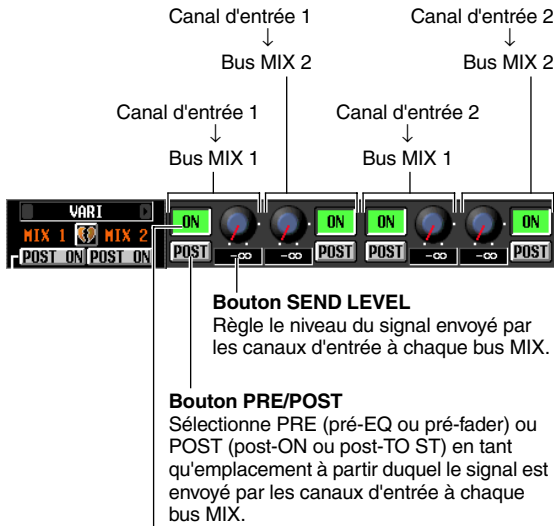 Canal d'entrée 1
↓
Bus MIX 2
Canal d'entrée 2
↓
Bus MIX 2
Canal d'entrée 1
↓
Bus MIX 1
Canal d'entrée 2
↓
Bus MIX 1
VARI
MIX 1 MIX 2
POST ON POST ON
ON ON ON ON
POST -∞ -∞ POST POST -∞ -∞ POST
Bouton SEND LEVEL
Règle le niveau du signal envoyé par
les canaux d'entrée à chaque bus MIX.
Bouton PRE/POST
Sélectionne PRE (pré-EQ ou pré-fader) ou
POST (post-ON ou post-TO ST) en tant
qu'emplacement à partir duquel le signal est
envoyé par les canaux d'entrée à chaque
bus MIX.